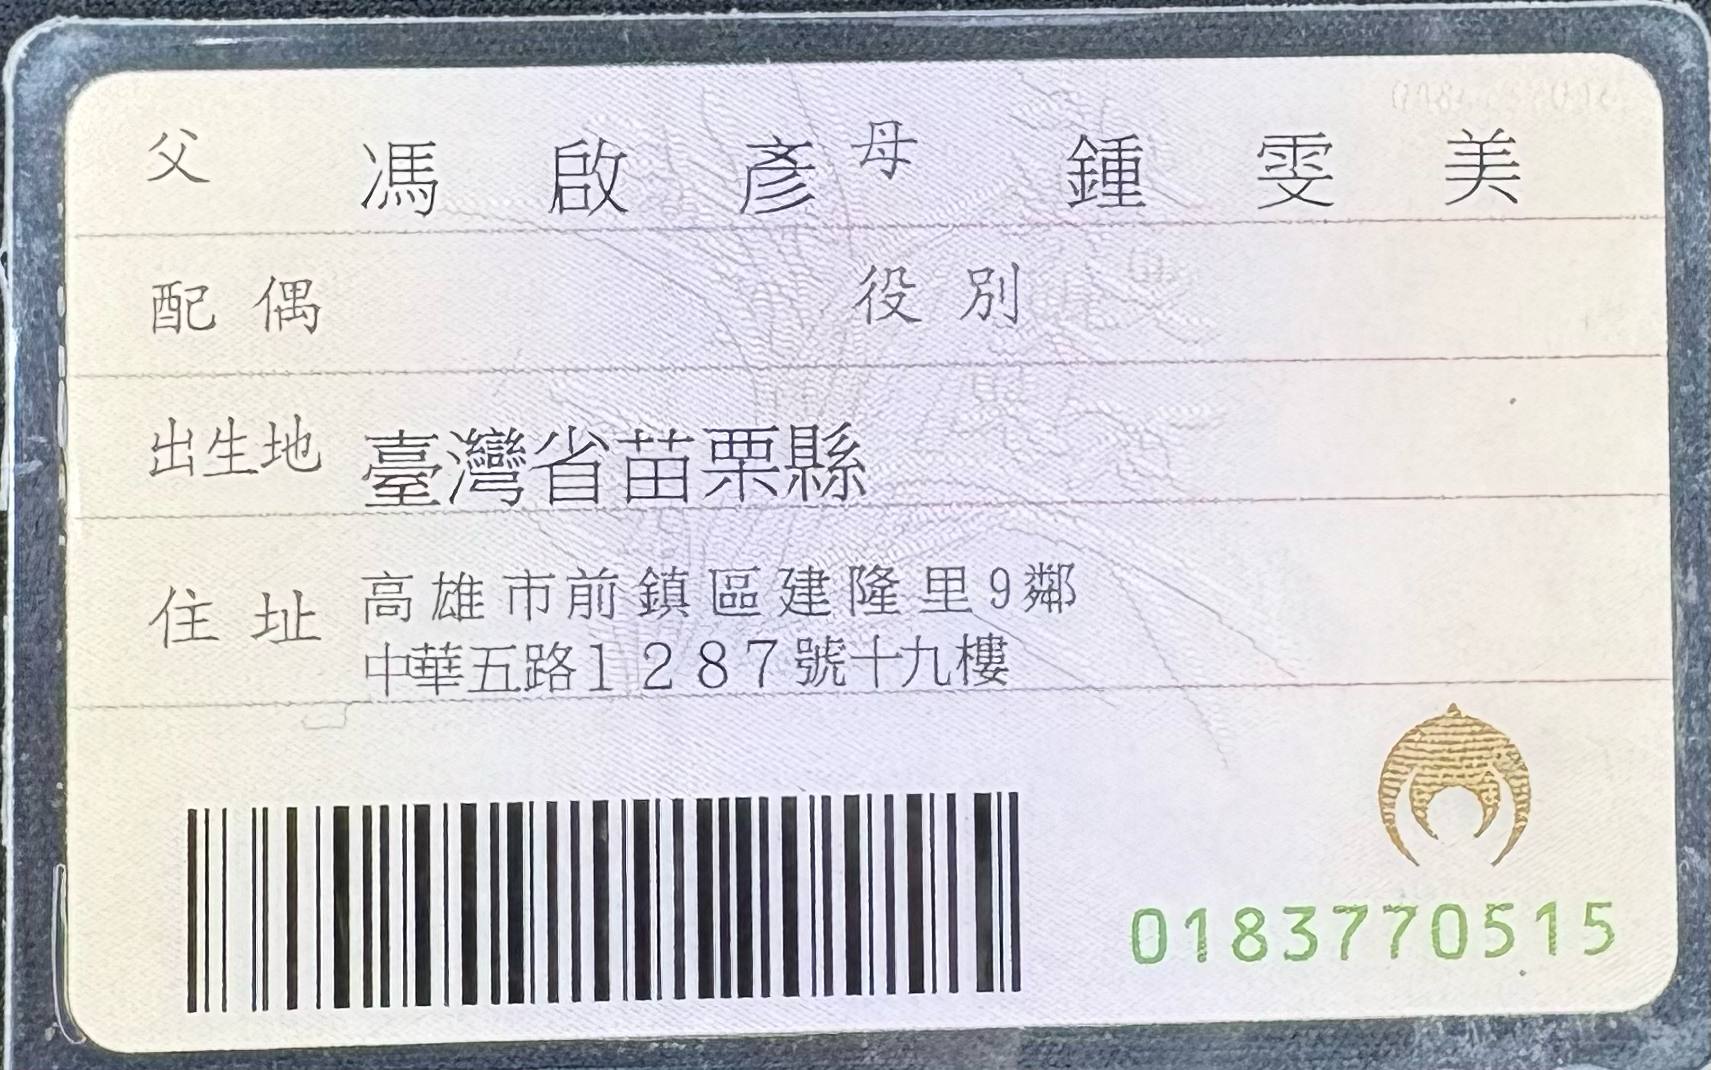 父 馮啟彥 母 鍾雯美
配偶 役別
出生地 臺灣省苗栗縣
住址 高雄市前鎮區建隆里9鄰
中華五路1287號十九樓
0183770515